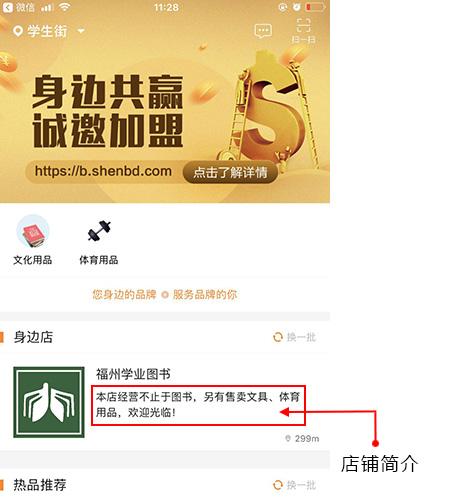 微信
11:28
学生街
扫一扫
身边共赢
诚邀加盟
https://b.shenbd.com 点击了解详情
文化用品 体育用品
您身边的品牌 服务品牌的你
身边店 换一批
福州学业图书
本店经营不止于图书，另有售卖文具、体育
用品，欢迎光临！
299m
店铺简介
热品推荐 换一批